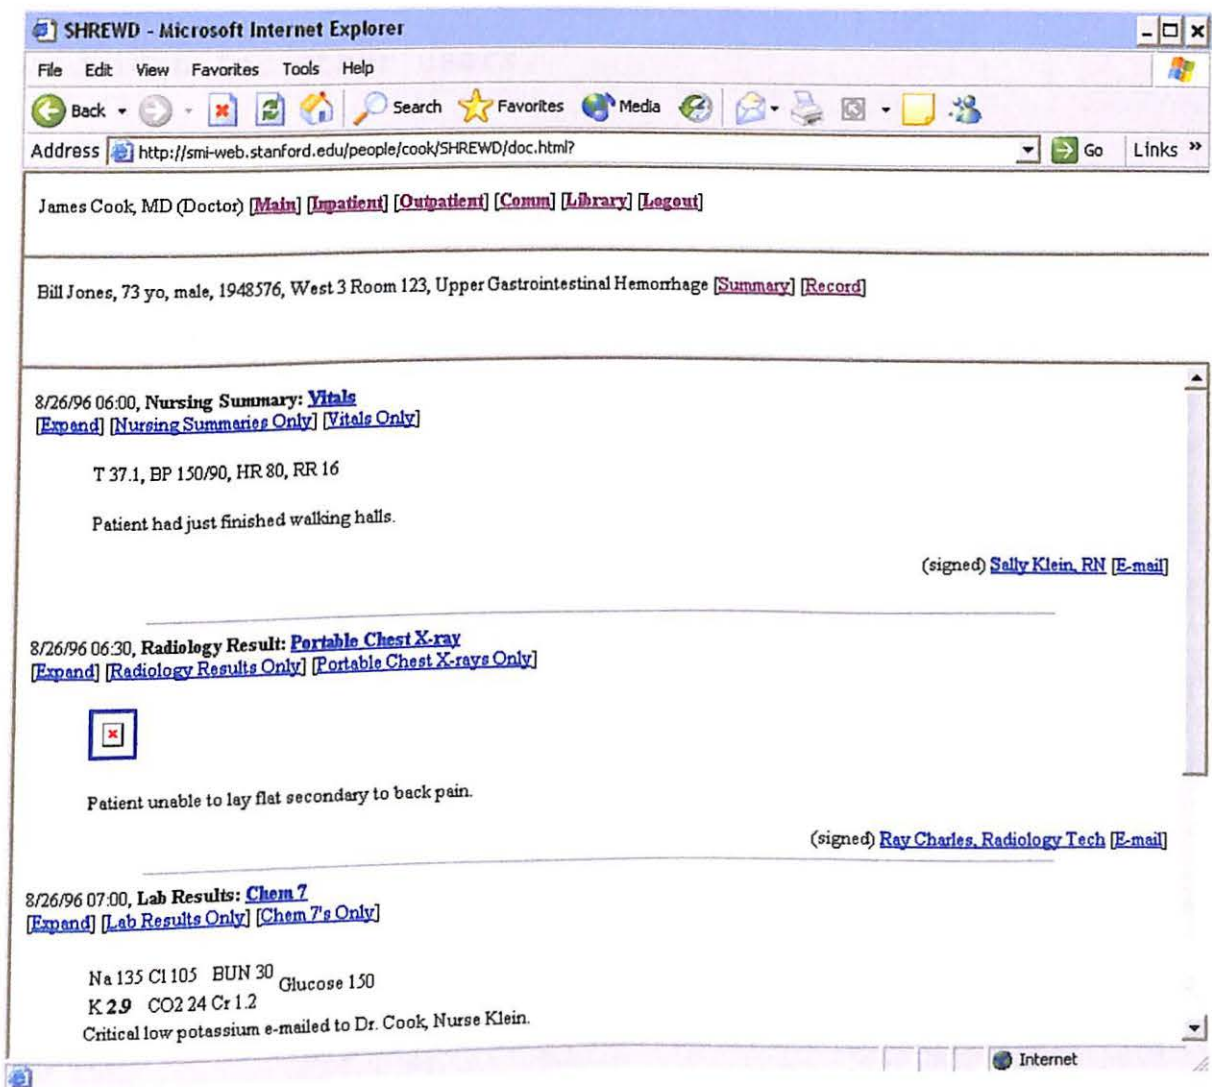 SHREWD - Microsoft Internet Explorer
File Edit View Favorites Tools Help
Back Search Favorites Media
Address http://smi-web.stanford.edu/people/cook/SHREWD/doc.html? Go Links »
James Cook, MD (Doctor) [Main] [Inpatient] [Outpatient] [Comm] [Library] [Logout]
Bill Jones, 73 yo, male, 1948576, West 3 Room 123, Upper Gastrointestinal Hemorrhage [Summary] [Record]
8/26/96 06:00, Nursing Summary: Vitals
[Expand] [Nursing Summaries Only] [Vitals Only]
T 37.1, BP 150/90, HR 80, RR 16
Patient had just finished walking halls.
(signed) Sally Klein, RN [E-mail]
8/26/96 06:30, Radiology Result: Portable Chest X-ray
[Expand] [Radiology Results Only] [Portable Chest X-rays Only]
Patient unable to lay flat secondary to back pain.
(signed) Ray Charles, Radiology Tech [E-mail]
8/26/96 07:00, Lab Results: Chem 7
[Expand] [Lab Results Only] [Chem 7's Only]
Na 135 Cl 105 BUN 30 Glucose 150
K 2.9 CO2 24 Cr 1.2
Critical low potassium e-mailed to Dr. Cook, Nurse Klein.
Internet